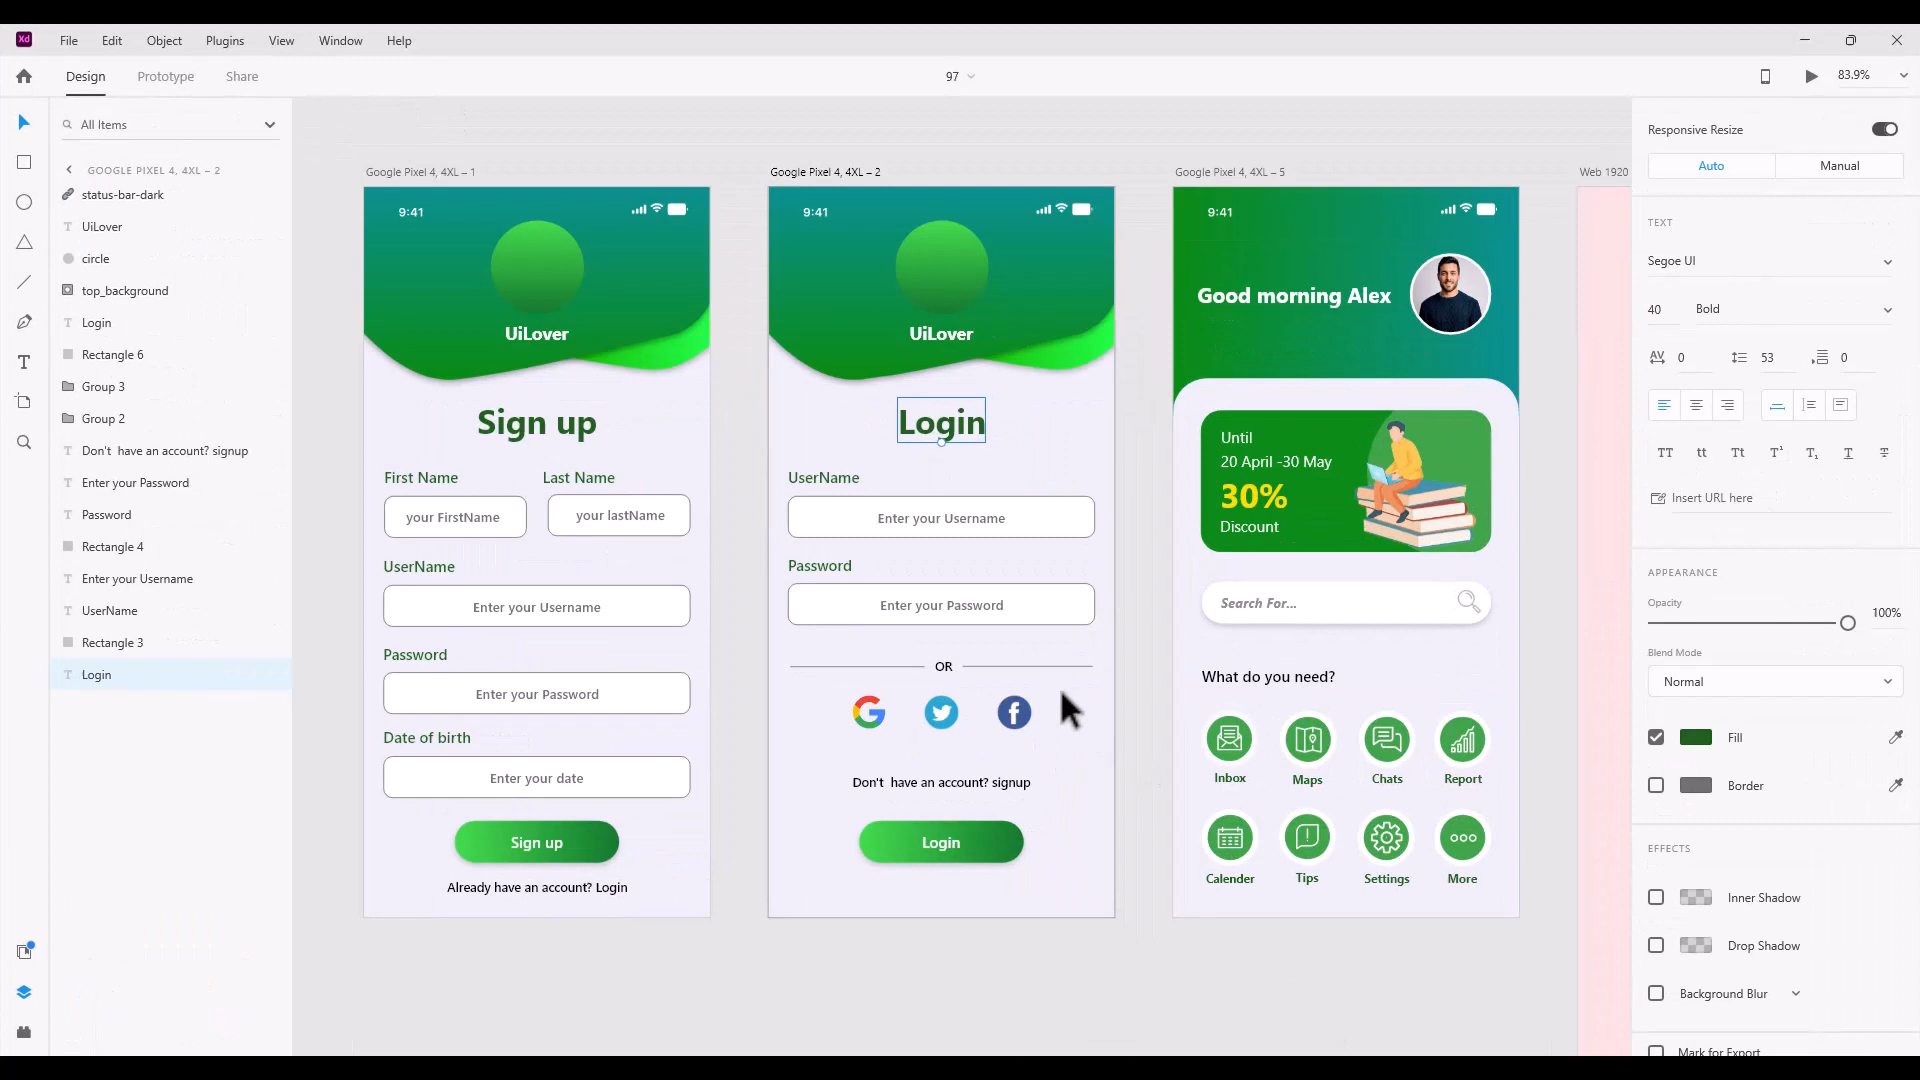 Xd File Edit Object Plugins View Window Help
Design Prototype Share 97 83.9%
All Items
GOOGLE PIXEL 4, 4XL – 2
status-bar-dark
UiLover
circle
top_background
Login
Rectangle 6
Group 3
Group 2
Don't  have an account? signup
Enter your Password
Password
Rectangle 4
Enter your Username
UserName
Rectangle 3
Login
Google Pixel 4, 4XL – 1
9:41
UiLover
Sign up
First Name Last Name
your FirstName your lastName
UserName
Enter your Username
Password
Enter your Password
Date of birth
Enter your date
Sign up
Already have an account? Login
Google Pixel 4, 4XL – 2
9:41
UiLover
Login
UserName
Enter your Username
Password
Enter your Password
OR
Don't  have an account? signup
Login
Google Pixel 4, 4XL – 5
9:41
Good morning Alex
Until
20 April -30 May
30%
Discount
Search For...
What do you need?
Inbox Maps Chats Report
Calender Tips Settings More
Web 1920
Responsive Resize
Auto Manual
TEXT
Segoe UI
40 Bold
AV 0 53 0
TT tt Tt T¹ T₁ T T
Insert URL here
APPEARANCE
Opacity
100%
Blend Mode
Normal
Fill
Border
EFFECTS
Inner Shadow
Drop Shadow
Background Blur
Mark for Export